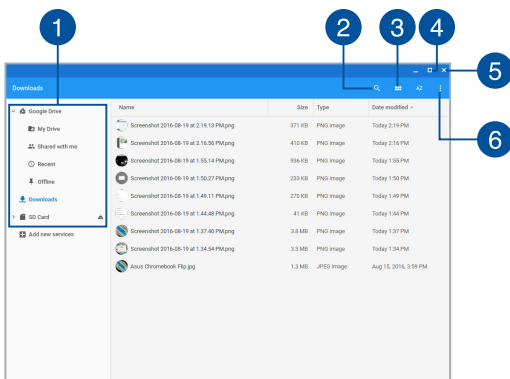 1
2
3
4
5
6
Downloads
Google Drive
My Drive
Shared with me
Recent
Offline
Downloads
SD Card
Add new services
Name Size Type Date modified
Screenshot 2016-08-19 at 2.19.13 PM.png 371 KB PNG image Today 2:19 PM
Screenshot 2016-08-19 at 2.16.56 PM.png 410 KB PNG image Today 2:16 PM
Screenshot 2016-08-19 at 1.55.14 PM.png 936 KB PNG image Today 1:55 PM
Screenshot 2016-08-19 at 1.50.27 PM.png 233 KB PNG image Today 1:50 PM
Screenshot 2016-08-19 at 1.49.11 PM.png 270 KB PNG image Today 1:49 PM
Screenshot 2016-08-19 at 1.44.48 PM.png 41 KB PNG image Today 1:44 PM
Screenshot 2016-08-19 at 1.37.40 PM.png 3.8 MB PNG image Today 1:37 PM
Screenshot 2016-08-19 at 1.34.54 PM.png 3.3 MB PNG image Today 1:34 PM
Asus Chromebook Flip.jpg 1.3 MB JPEG image Aug 15, 2016, 3:59 PM